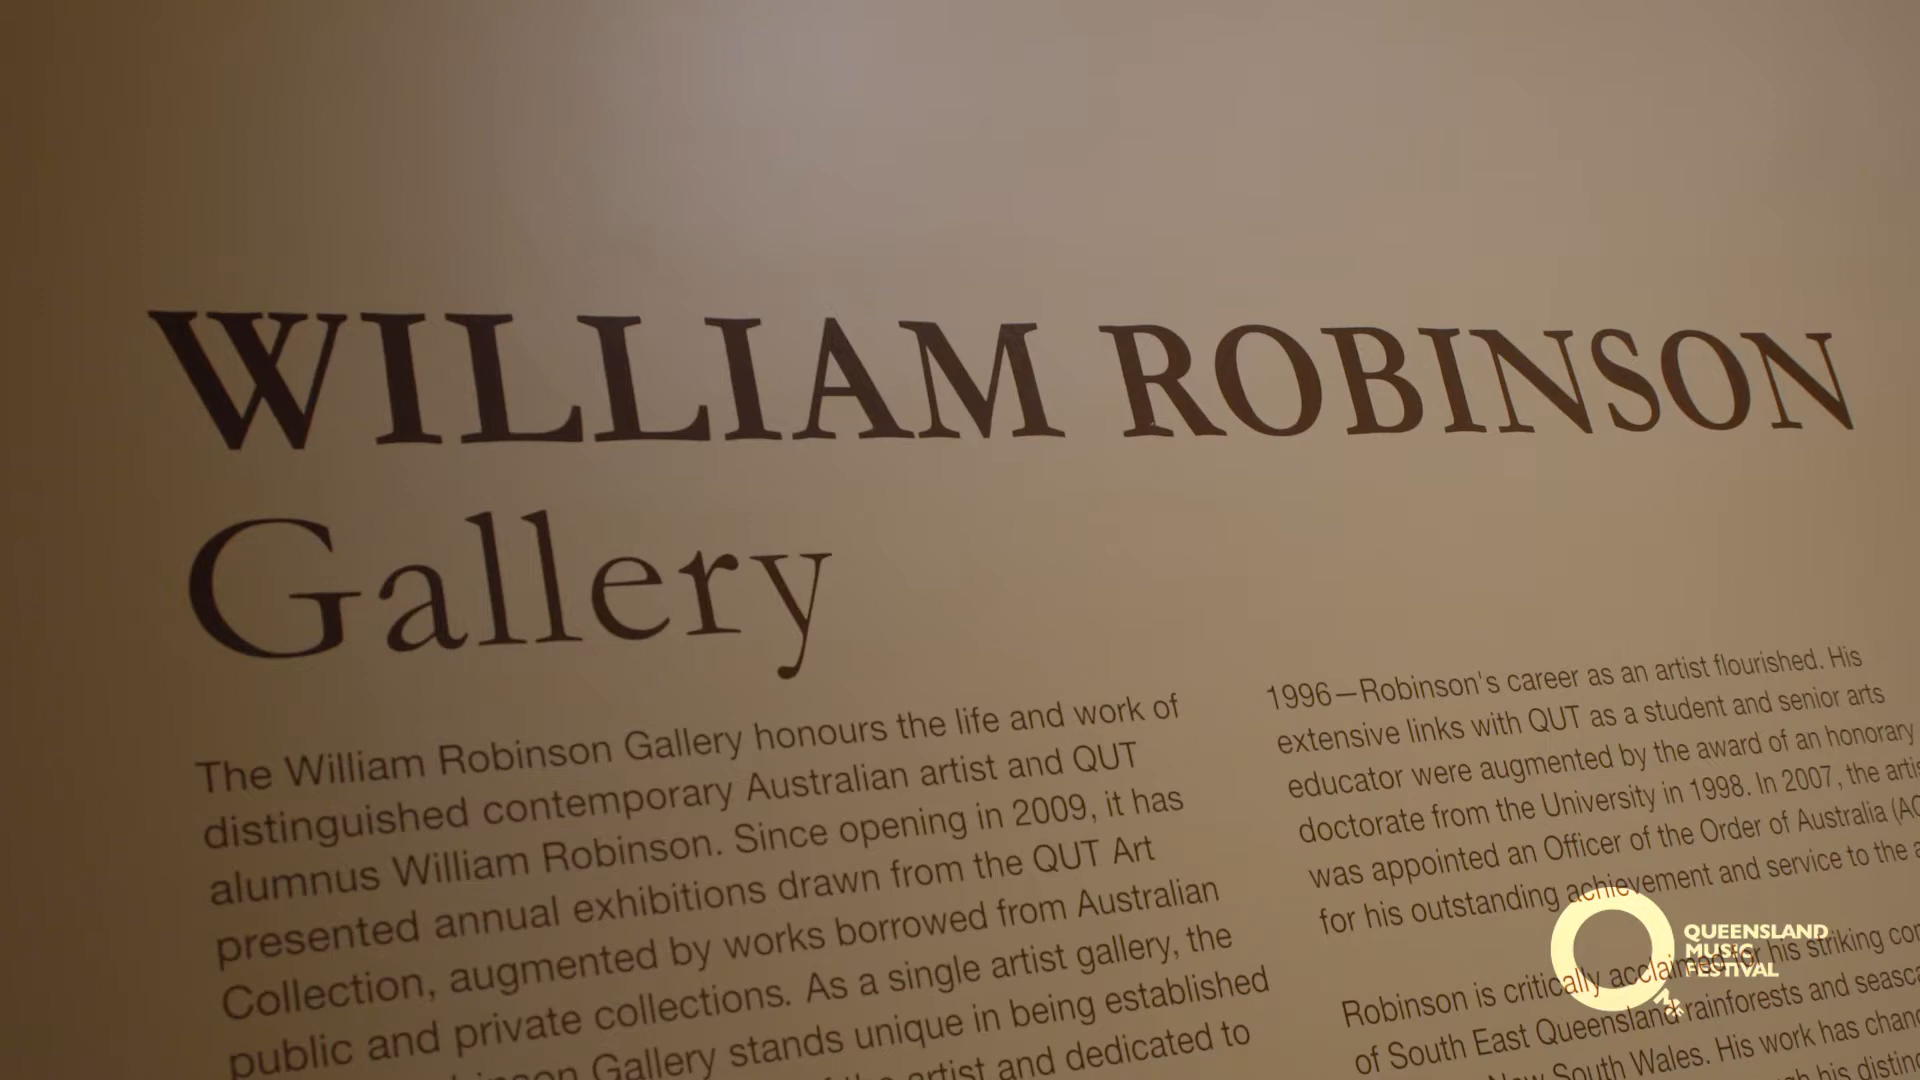 WILLIAM ROBINSON
Gallery
The William Robinson Gallery honours the life and work of
distinguished contemporary Australian artist and QUT
alumnus William Robinson. Since opening in 2009, it has
presented annual exhibitions drawn from the QUT Art
Collection, augmented by works borrowed from Australian
public and private collections. As a single artist gallery, the
Gallery stands unique in being established
artist and dedicated to
1996—Robinson's career as an artist flourished. His
extensive links with QUT as a student and senior arts
educator were augmented by the award of an honorary
doctorate from the University in 1998. In 2007, the
was appointed an Officer of the Order of Australia
for his outstanding achievement and service to the
Robinson is critically acclaimed for his striking
of South East Queensland rainforests and
South Wales. His work has
his
QUEENSLAND
MUSIC
FESTIVAL